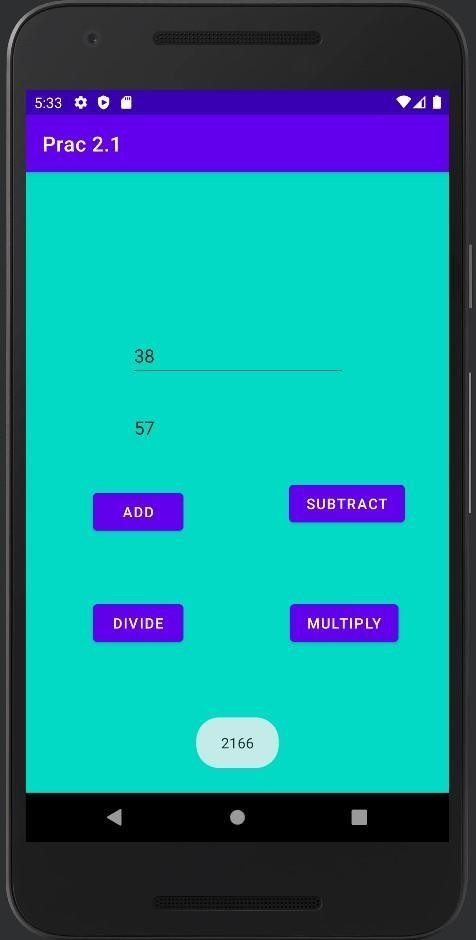 5:33
Prac 2.1
38
57
ADD
SUBTRACT
DIVIDE
MULTIPLY
2166